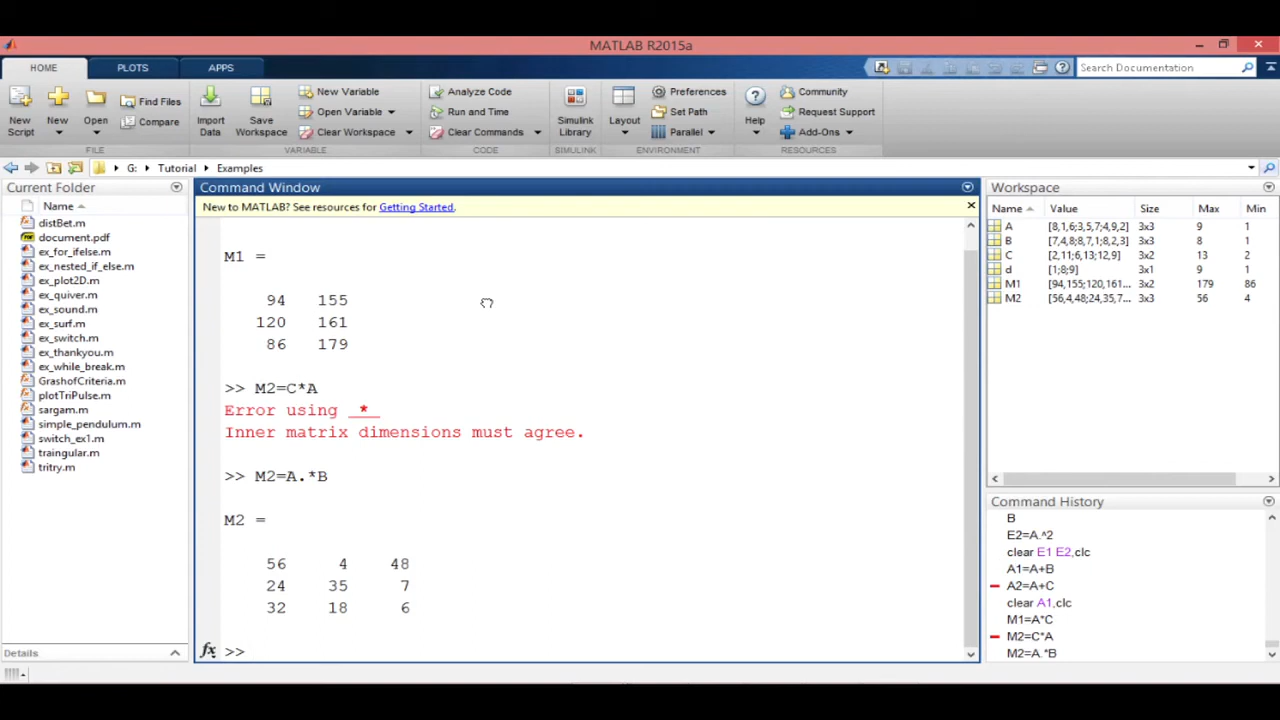 MATLAB R2015a
HOME PLOTS APPS
Search Documentation
New Script
New
Open
Find Files
Compare
FILE
Import Data
Save Workspace
New Variable
Open Variable
Clear Workspace
VARIABLE
Analyze Code
Run and Time
Clear Commands
CODE
Simulink Library
SIMULINK
Layout
Preferences
Set Path
Parallel
ENVIRONMENT
Help
Community
Request Support
Add-Ons
RESOURCES
G: Tutorial Examples
Current Folder
Name
distBet.m
document.pdf
ex_for_ifelse.m
ex_nested_if_else.m
ex_plot2D.m
ex_quiver.m
ex_sound.m
ex_surf.m
ex_switch.m
ex_thankyou.m
ex_while_break.m
GrashofCriteria.m
plotTriPulse.m
sargam.m
simple_pendulum.m
switch_ex1.m
traingular.m
tritry.m
Details
Command Window
New to MATLAB? See resources for Getting Started.
M1 =
94 155
120 161
86 179
>> M2=C*A
Error using *
Inner matrix dimensions must agree.
>> M2=A.*B
M2 =
56 4 48
24 35 7
32 18 6
fx >>
Workspace
Name Value Size Max Min
A [8,1,6;3,5,7;4,9,2] 3x3 9 1
B [7,4,8;8,7,1;8,2,3] 3x3 8 1
C [2,11;6,13;12,9] 3x2 13 2
d [1;8;9] 3x1 9 1
M1 [94,155;120,161... 3x2 179 86
M2 [56,4,48;24,35,7... 3x3 56 4
Command History
B
E2=A.^2
clear E1 E2,clc
A1=A+B
A2=A+C
clear A1,clc
M1=A*C
M2=C*A
M2=A.*B